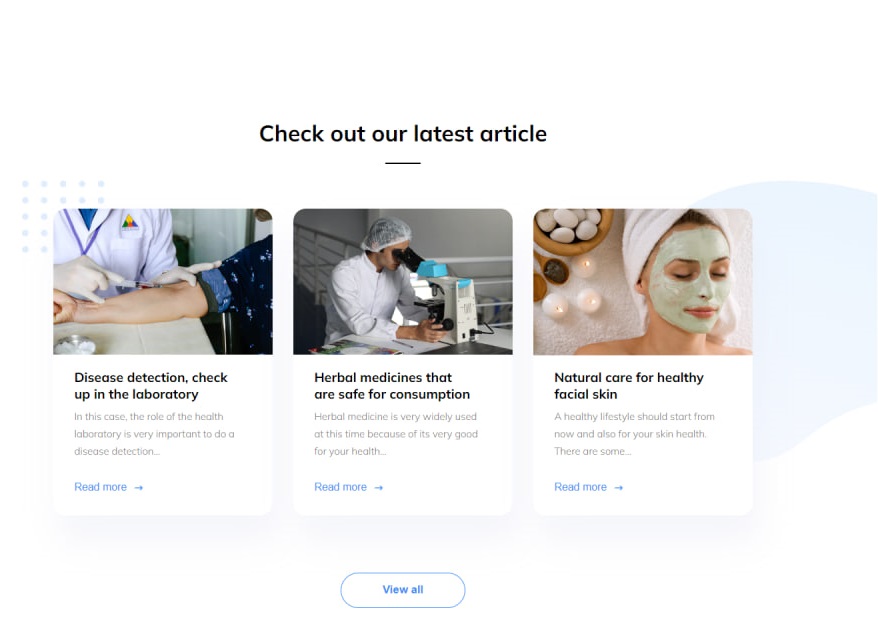 Check out our latest article
Disease detection, check
up in the laboratory
In this case, the role of the health
laboratory is very important to do a
disease detection...
Read more →
Herbal medicines that
are safe for consumption
Herbal medicine is very widely used
at this time because of its very good
for your health...
Read more →
Natural care for healthy
facial skin
A healthy lifestyle should start from
now and also for your skin health.
There are some...
Read more →
View all